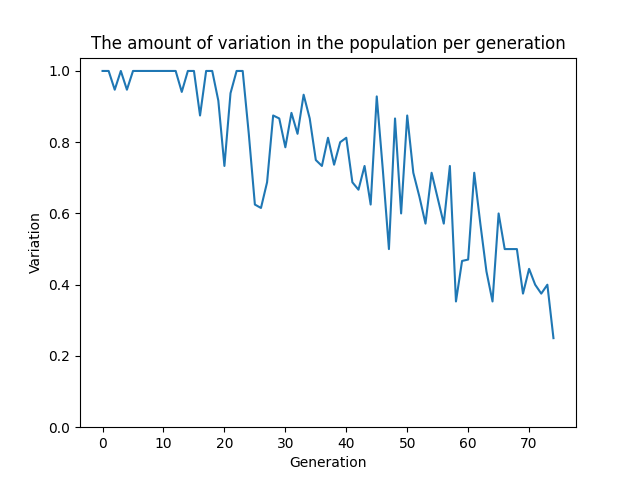 The amount of variation in the population per generation
1.0
0.8
0.6
0.4
0.2
0.0
Variation
0 10 20 30 40 50 60 70
Generation